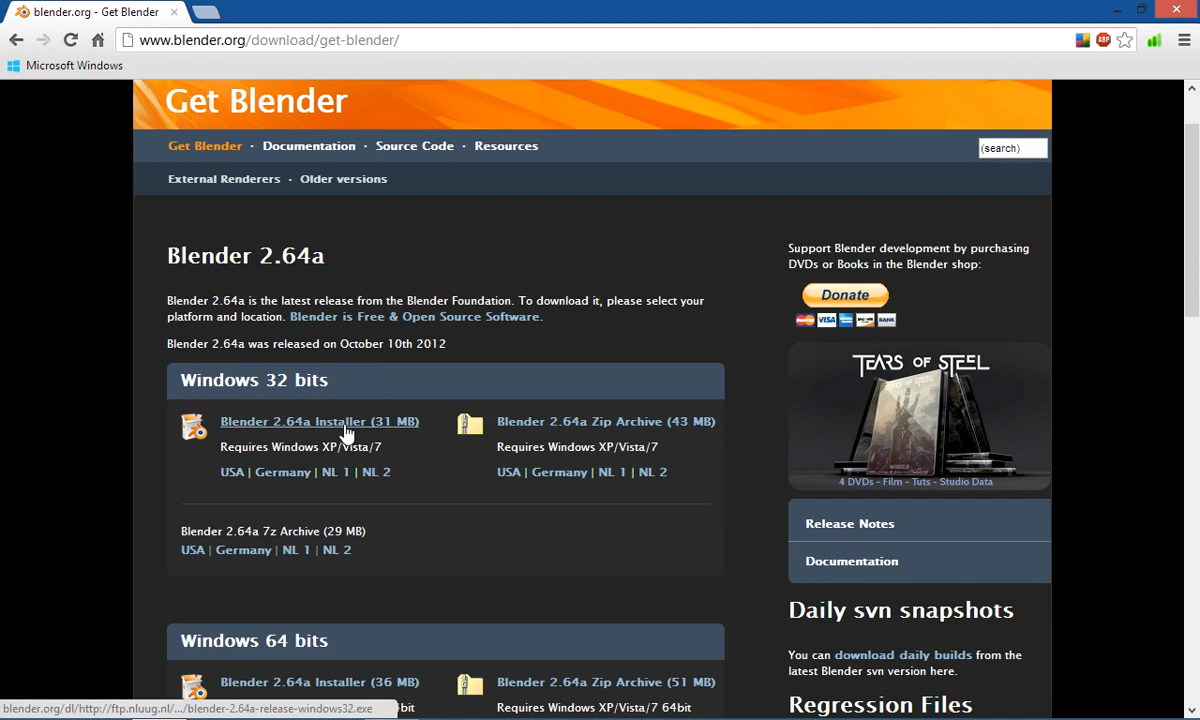 blender.org - Get Blender
www.blender.org/download/get-blender/
ABP
Microsoft Windows
Get Blender
Get Blender · Documentation · Source Code · Resources
(search)
External Renderers · Older versions
Blender 2.64a
Blender 2.64a is the latest release from the Blender Foundation. To download it, please select your
platform and location. Blender is Free & Open Source Software.
Blender 2.64a was released on October 10th 2012
Windows 32 bits
Blender 2.64a Installer (31 MB)
Requires Windows XP/Vista/7
USA | Germany | NL 1 | NL 2
Blender 2.64a Zip Archive (43 MB)
Requires Windows XP/Vista/7
USA | Germany | NL 1 | NL 2
Blender 2.64a 7z Archive (29 MB)
USA | Germany | NL 1 | NL 2
Windows 64 bits
Blender 2.64a Installer (36 MB)
Blender 2.64a Zip Archive (51 MB)
Requires Windows XP/Vista/7 64bit
Support Blender development by purchasing
DVDs or Books in the Blender shop:
Donate
VISA
BANK
TEARS OF STEEL
4 DVDs - Film - Tuts - Studio Data
Release Notes
Documentation
Daily svn snapshots
You can download daily builds from the
latest Blender svn version here.
Regression Files
blender.org/dl/http://ftp.nluug.nl/.../blender-2.64a-release-windows32.exe